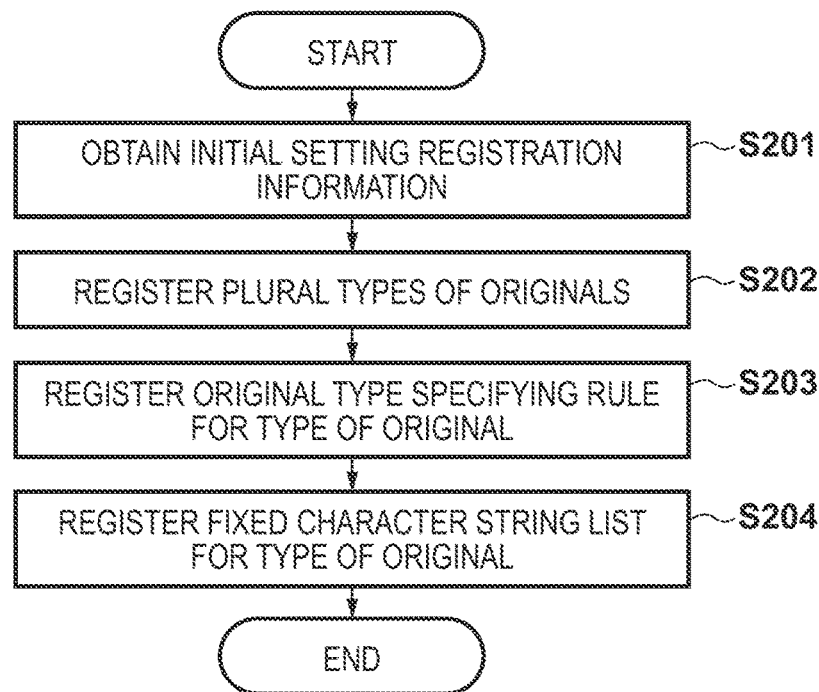 START
OBTAIN INITIAL SETTING REGISTRATION
INFORMATION
S201
REGISTER PLURAL TYPES OF ORIGINALS
S202
REGISTER ORIGINAL TYPE SPECIFYING RULE
FOR TYPE OF ORIGINAL
S203
REGISTER FIXED CHARACTER STRING LIST
FOR TYPE OF ORIGINAL
S204
END